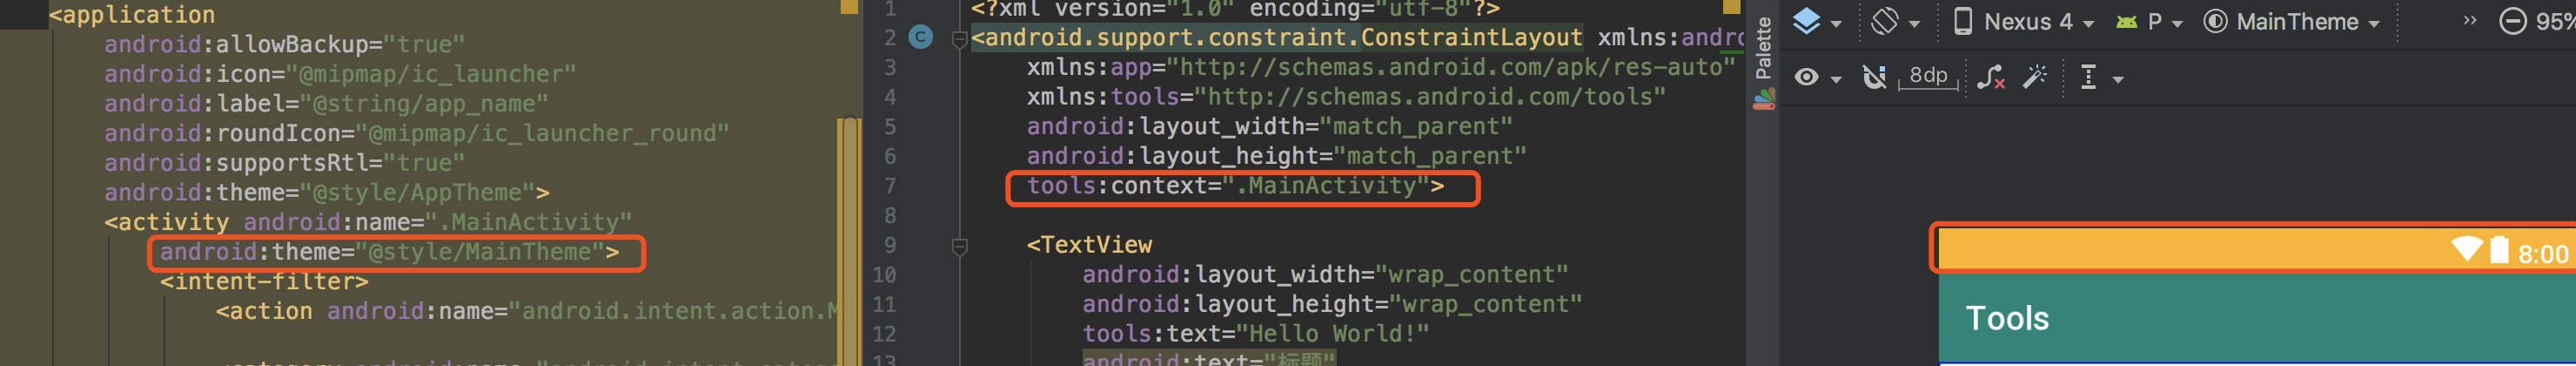 <application
android:allowBackup="true"
android:icon="@mipmap/ic_launcher"
android:label="@string/app_name"
android:roundIcon="@mipmap/ic_launcher_round"
android:supportsRtl="true"
android:theme="@style/AppTheme">
<activity android:name=".MainActivity"
android:theme="@style/MainTheme">
<intent-filter>
<action android:name="android.intent.action.M
1 <?xml version="1.0" encoding="utf-8"?>
2 C <android.support.constraint.ConstraintLayout xmlns:andro
3 xmlns:app="http://schemas.android.com/apk/res-auto"
4 xmlns:tools="http://schemas.android.com/tools"
5 android:layout_width="match_parent"
6 android:layout_height="match_parent"
7 tools:context=".MainActivity">
8
9 <TextView
10 android:layout_width="wrap_content"
11 android:layout_height="wrap_content"
12 tools:text="Hello World!"
13 android:text="标题"
Palette
Nexus 4 P MainTheme » 95%
8dp
8:00
Tools